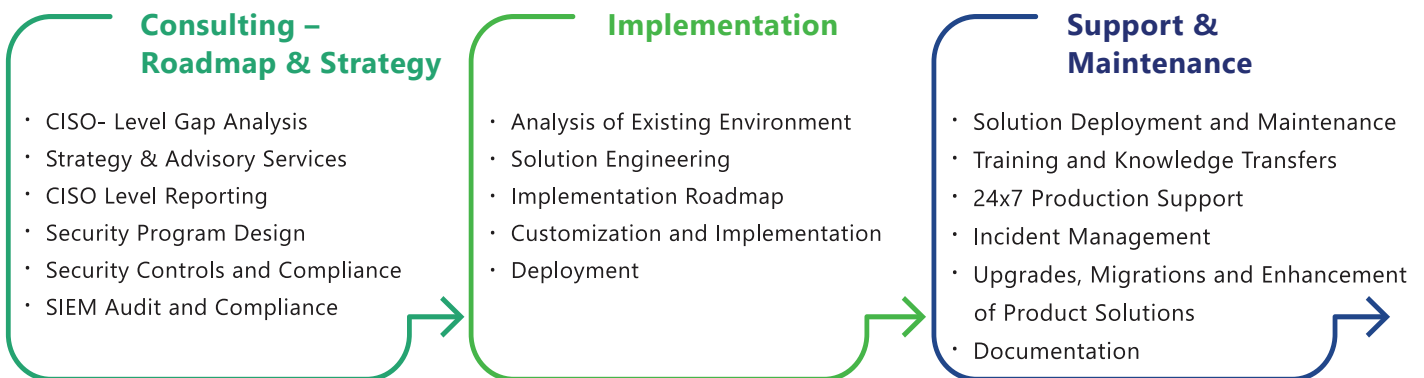 Consulting –
Roadmap & Strategy
· CISO- Level Gap Analysis
· Strategy & Advisory Services
· CISO Level Reporting
· Security Program Design
· Security Controls and Compliance
· SIEM Audit and Compliance
Implementation
· Analysis of Existing Environment
· Solution Engineering
· Implementation Roadmap
· Customization and Implementation
· Deployment
Support &
Maintenance
· Solution Deployment and Maintenance
· Training and Knowledge Transfers
· 24x7 Production Support
· Incident Management
· Upgrades, Migrations and Enhancement
of Product Solutions
· Documentation